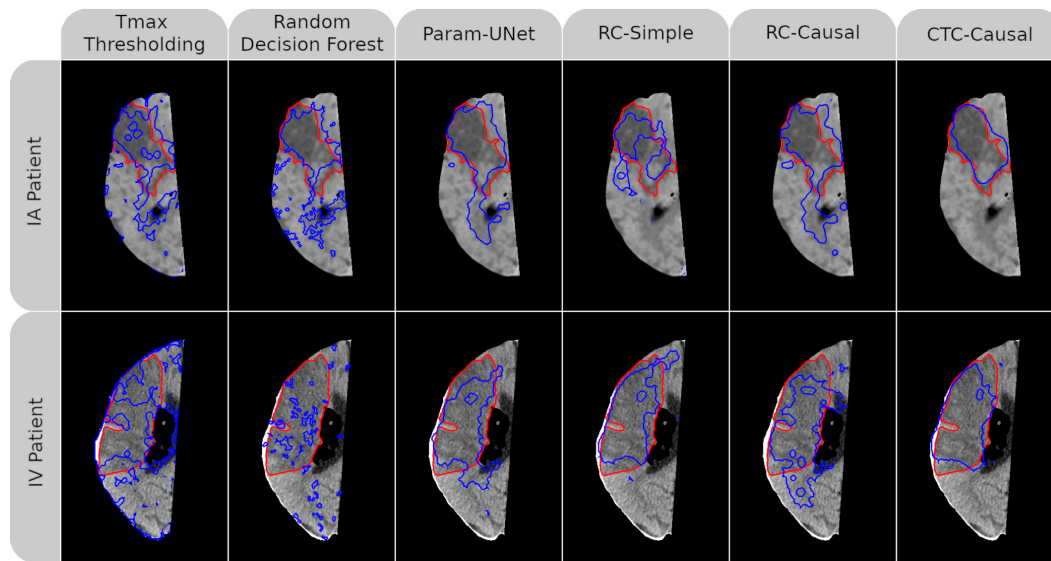 Tmax
Thresholding
Random
Decision Forest
Param-UNet
RC-Simple
RC-Causal
CTC-Causal
IA Patient
IV Patient